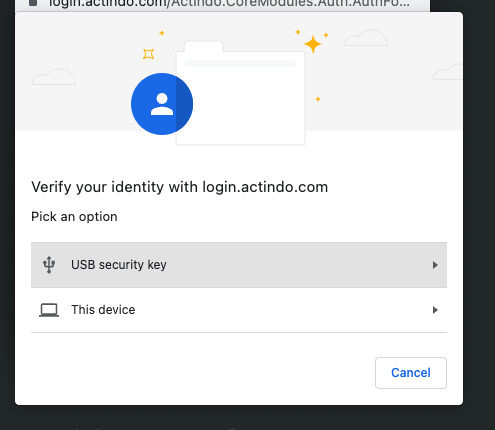 login.actindo.com/Actindo.CoreModules.Auth.AuthFo...
Verify your identity with login.actindo.com
Pick an option
USB security key
This device
Cancel